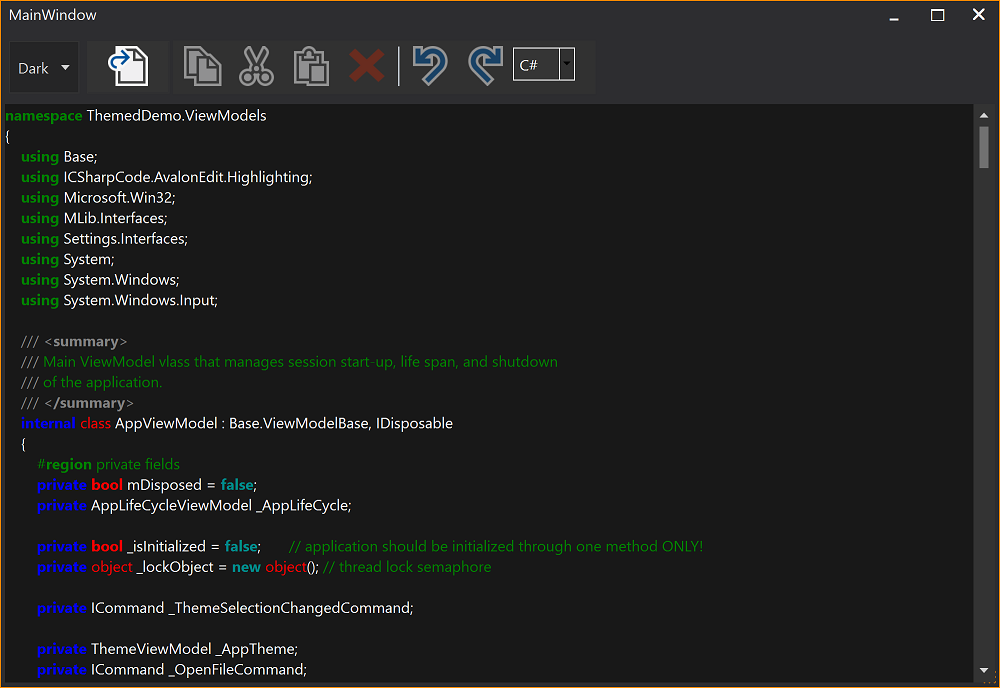 MainWindow
Dark
C#
namespace ThemedDemo.ViewModels
{
using Base;
using ICSharpCode.AvalonEdit.Highlighting;
using Microsoft.Win32;
using MLib.Interfaces;
using Settings.Interfaces;
using System;
using System.Windows;
using System.Windows.Input;
/// <summary>
/// Main ViewModel vlass that manages session start-up, life span, and shutdown
/// of the application.
/// </summary>
internal class AppViewModel : Base.ViewModelBase, IDisposable
{
#region private fields
private bool mDisposed = false;
private AppLifeCycleViewModel _AppLifeCycle;
private bool _isInitialized = false; // application should be initialized through one method ONLY!
private object _lockObject = new object(); // thread lock semaphore
private ICommand _ThemeSelectionChangedCommand;
private ThemeViewModel _AppTheme;
private ICommand _OpenFileCommand;